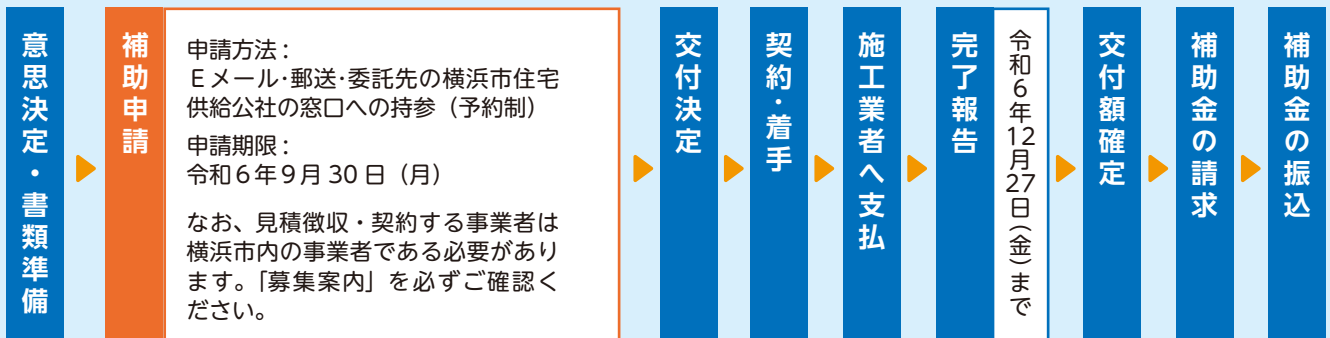 意思決定・書類準備
補助申請
申請方法：
Ｅメール・郵送・委託先の横浜市住宅
供給公社の窓口への持参（予約制）
申請期限：
令和６年９月 30 日（月）
なお、見積徴収・契約する事業者は
横浜市内の事業者である必要があり
ます。「募集案内」を必ずご確認く
ださい。
交付決定
契約・着手
施工業者へ支払
完了報告
令和６年12月27日（金）まで
交付額確定
補助金の請求
補助金の振込